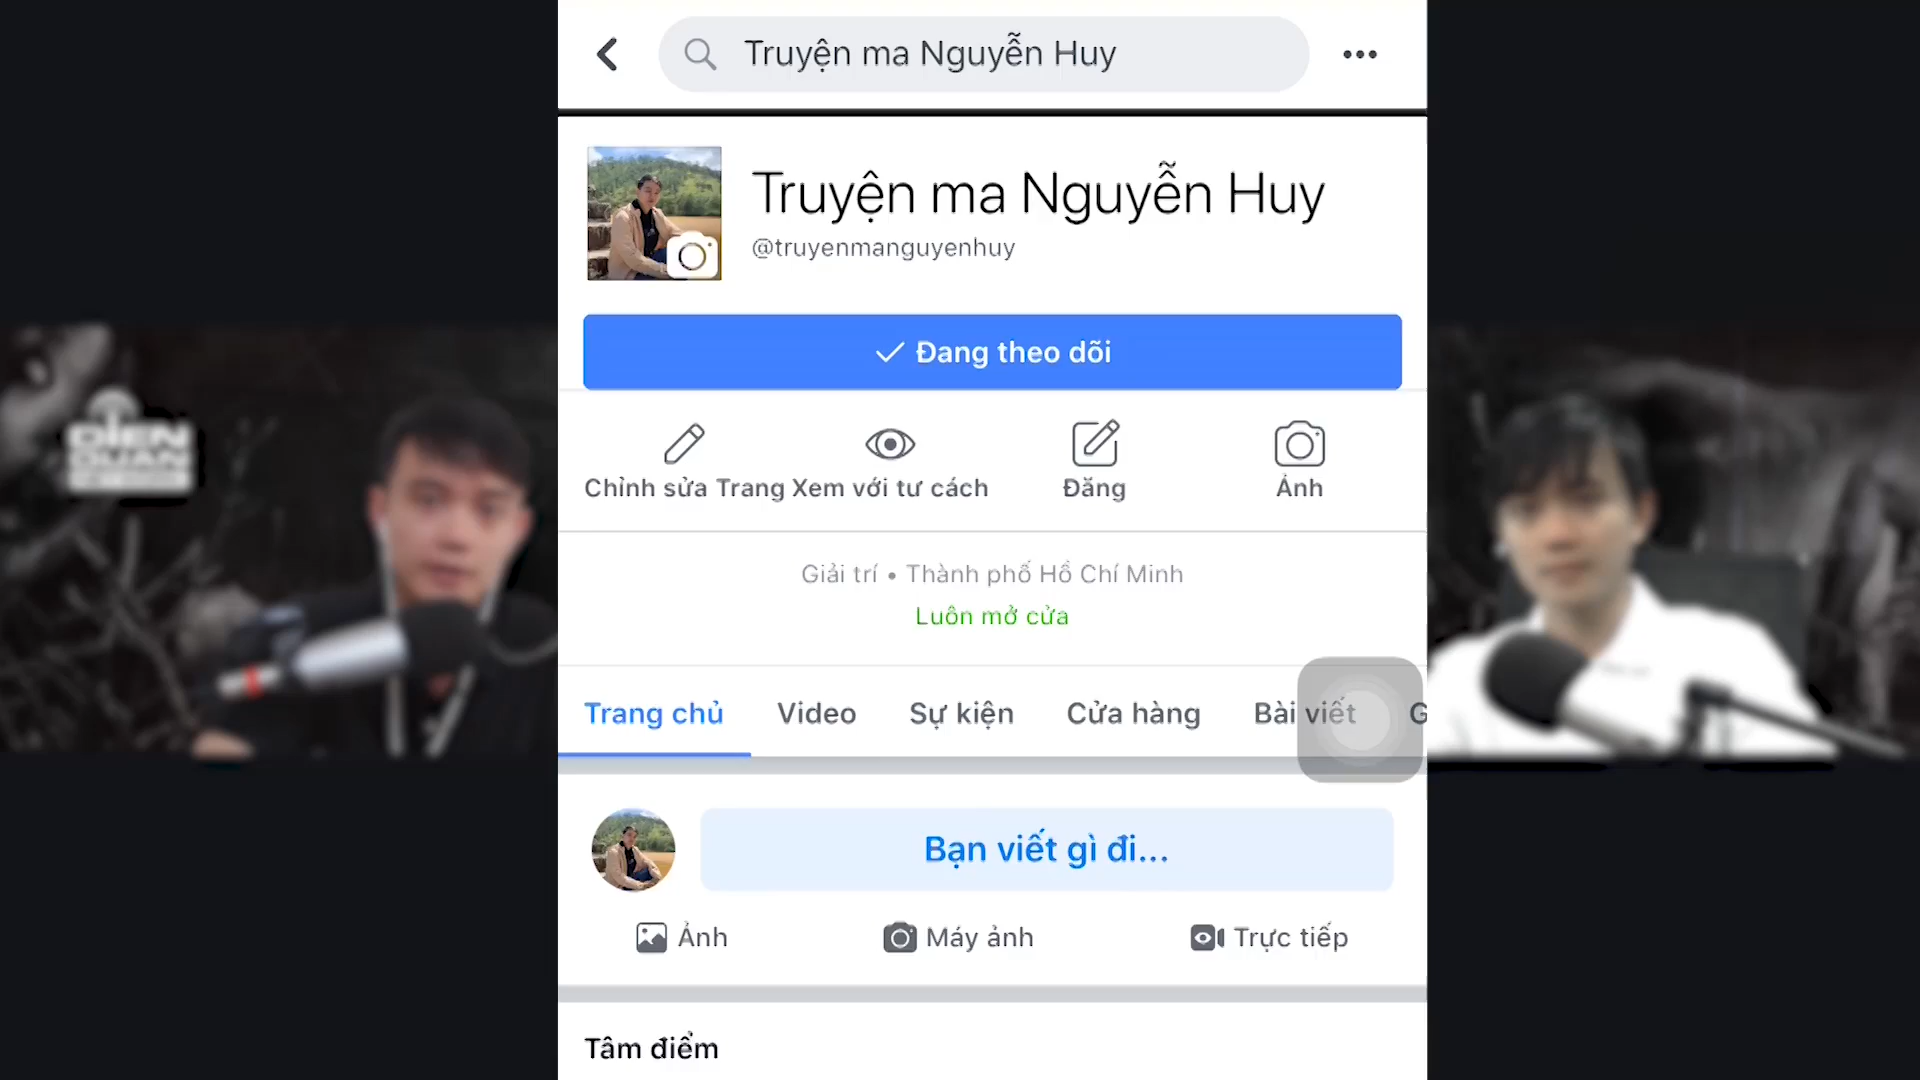 Truyện ma Nguyễn Huy
Truyện ma Nguyễn Huy
@truyenmanguyenhuy
Đang theo dõi
Chỉnh sửa Trang Xem với tư cách Đăng Ảnh
Giải trí • Thành phố Hồ Chí Minh
Luôn mở cửa
Trang chủ Video Sự kiện Cửa hàng Bài viết G
Bạn viết gì đi...
Ảnh Máy ảnh Trực tiếp
Tâm điểm
DIEN
QUAN